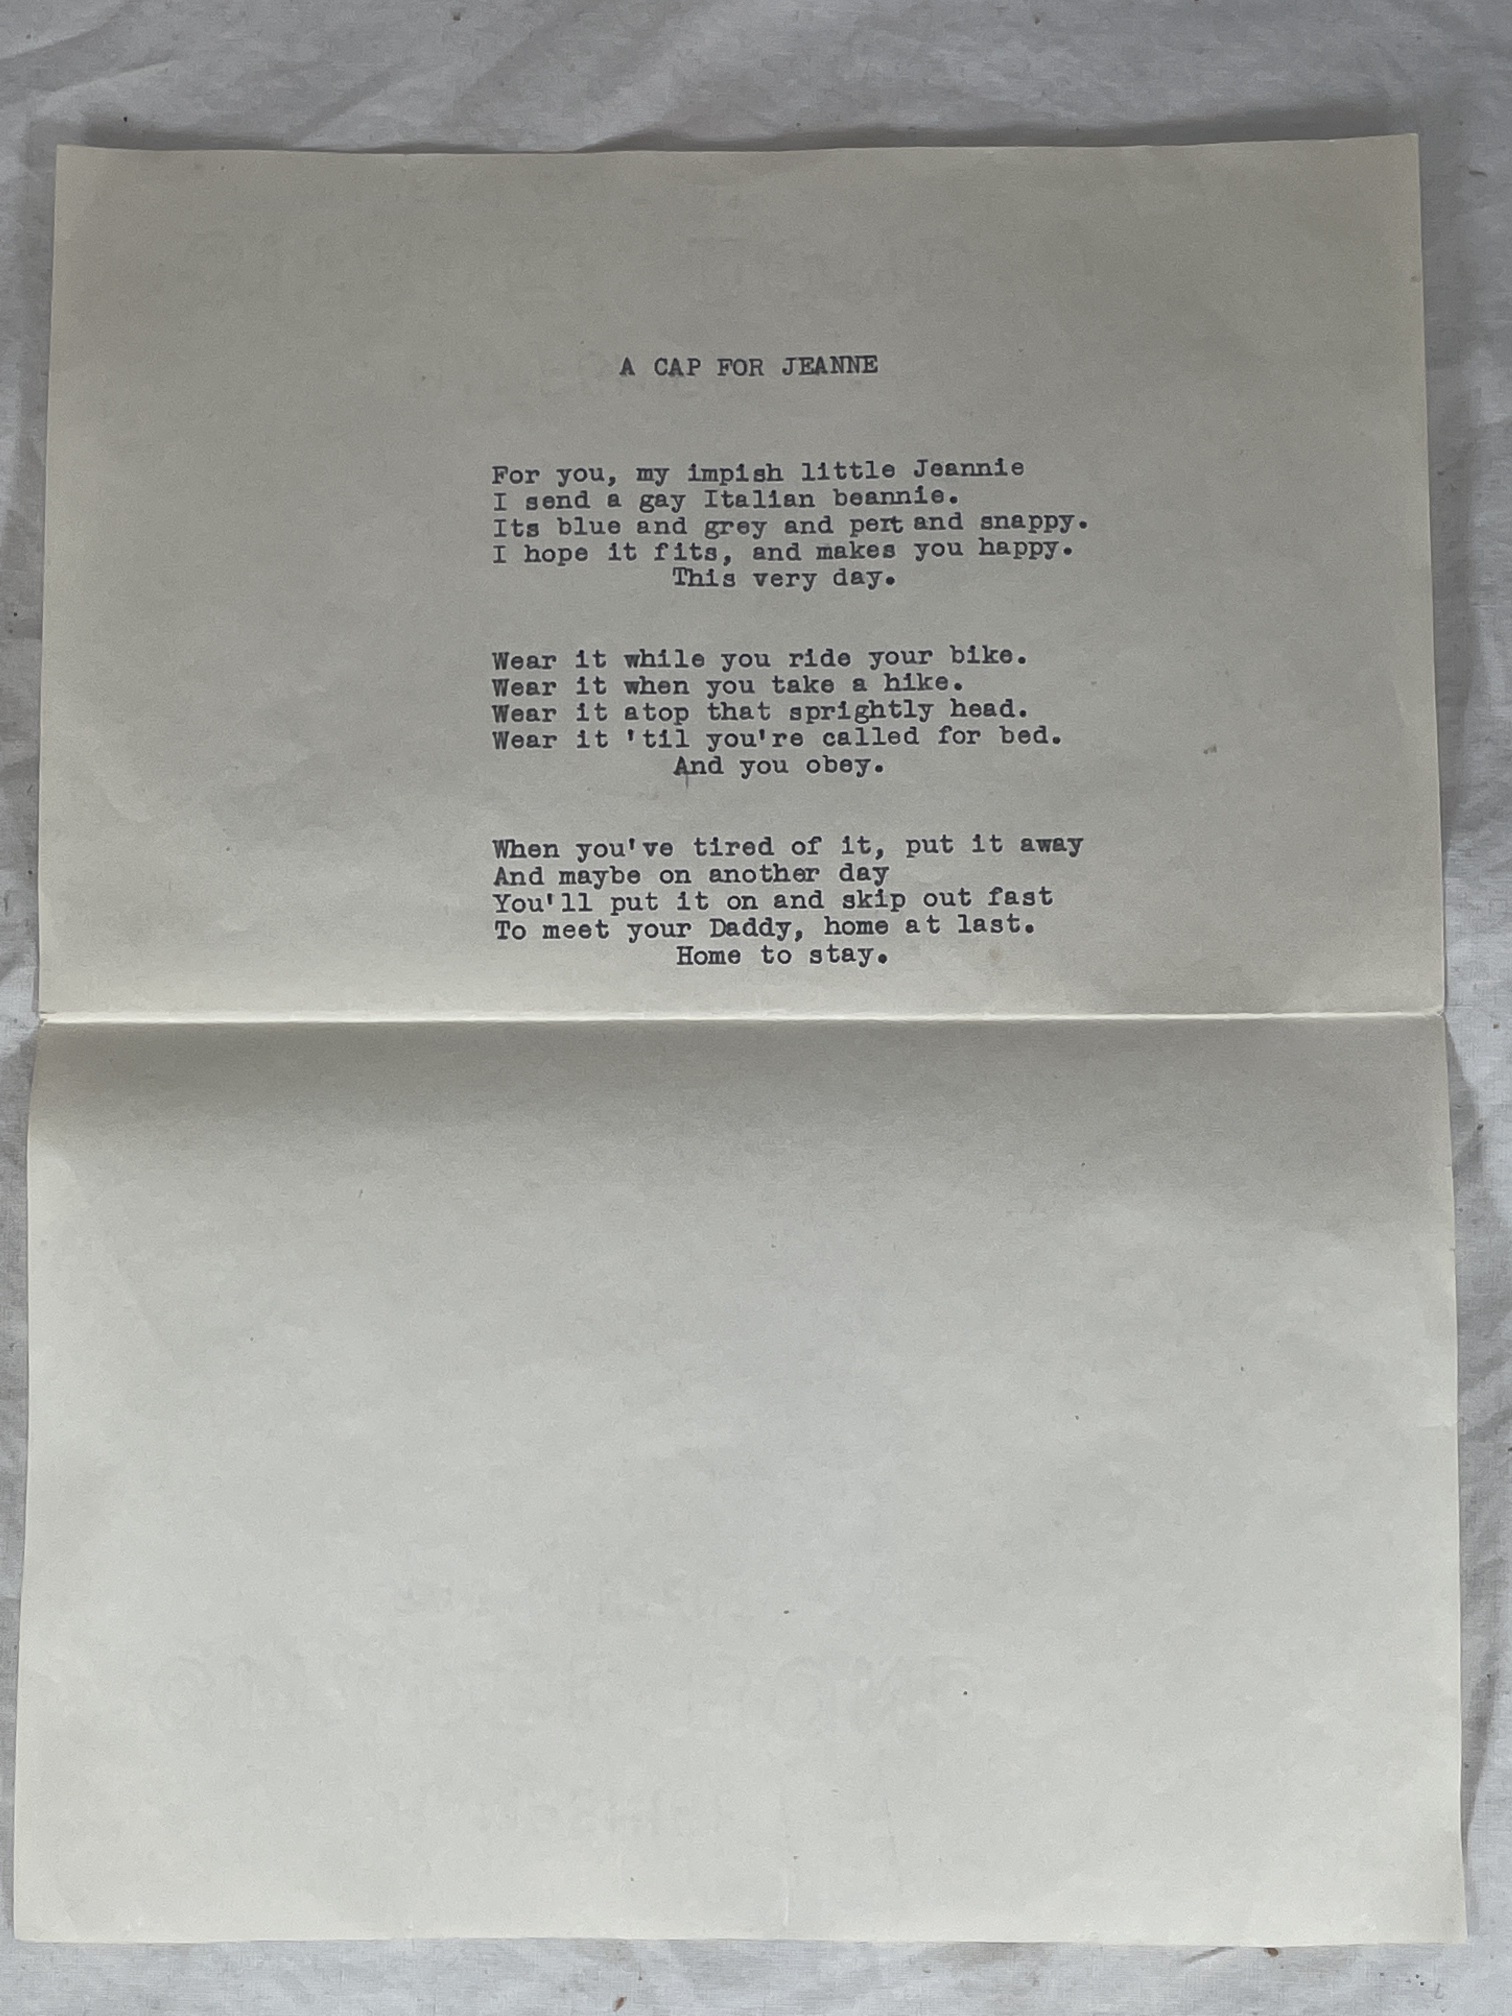 A CAP FOR JEANNE
For you, my impish little Jeannie
I send a gay Italian beannie.
Its blue and grey and pert and snappy.
I hope it fits, and makes you happy.
This very day.
Wear it while you ride your bike.
Wear it when you take a hike.
Wear it atop that sprightly head.
Wear it 'til you're called for bed.
And you obey.
When you've tired of it, put it away
And maybe on another day
You'll put it on and skip out fast
To meet your Daddy, home at last.
Home to stay.